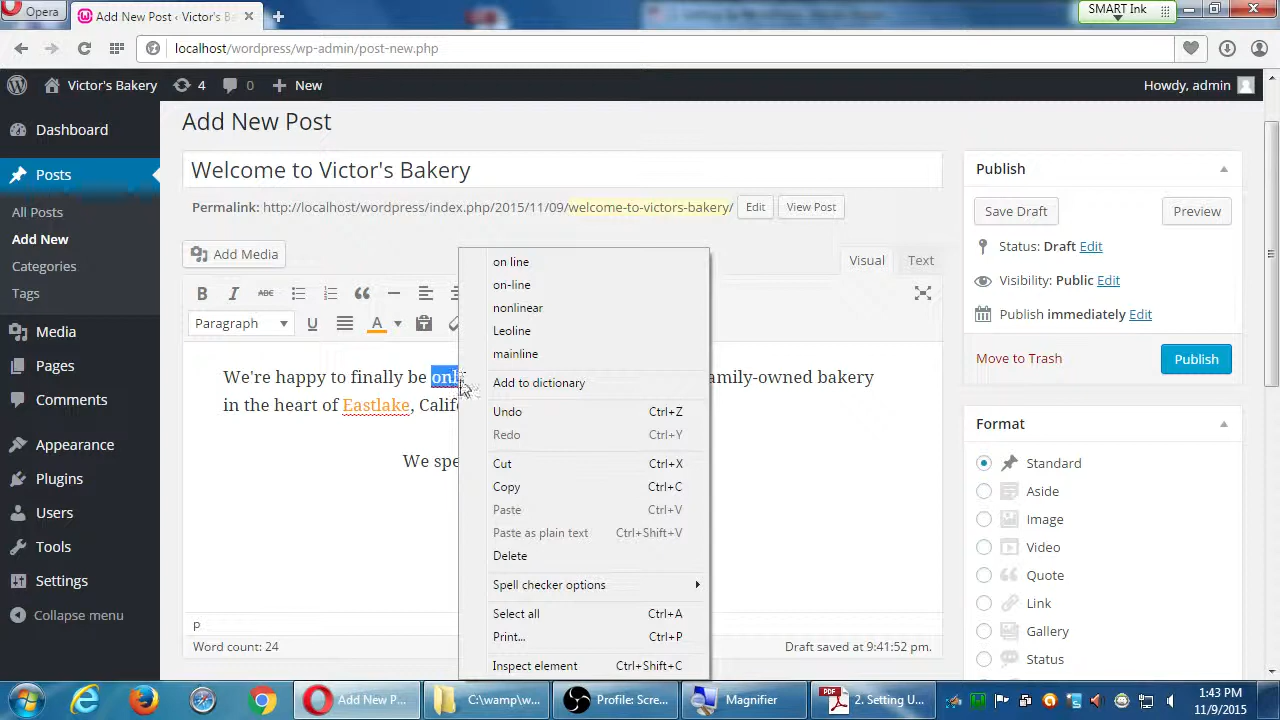 Opera
Add New Post ‹ Victor's Ba
SMART Ink
localhost/wordpress/wp-admin/post-new.php
Victor's Bakery
4
0
New
Howdy, admin
Dashboard
Posts
All Posts
Add New
Categories
Tags
Media
Pages
Comments
Appearance
Plugins
Users
Tools
Settings
Collapse menu
Add New Post
Welcome to Victor's Bakery
Permalink: http://localhost/wordpress/index.php/2015/11/09/welcome-to-victors-bakery/ Edit View Post
Add Media
Visual
Text
B I ABC
Paragraph U A
We're happy to finally be amily-owned bakery
in the heart of Eastlake, Calif
We spe
p
Word count: 24
Draft saved at 9:41:52 pm.
on line
on-line
nonlinear
Leoline
mainline
Add to dictionary
Undo Ctrl+Z
Redo Ctrl+Y
Cut Ctrl+X
Copy Ctrl+C
Paste Ctrl+V
Paste as plain text Ctrl+Shift+V
Delete
Spell checker options
Select all Ctrl+A
Print... Ctrl+P
Inspect element Ctrl+Shift+C
Publish
Save Draft
Preview
Status: Draft Edit
Visibility: Public Edit
Publish immediately Edit
Move to Trash
Publish
Format
Standard
Aside
Image
Video
Quote
Link
Gallery
Status
Add New P...
C:\wamp\w...
Profile: Scre...
Magnifier
PDF
2. Setting U...
1:43 PM
11/9/2015